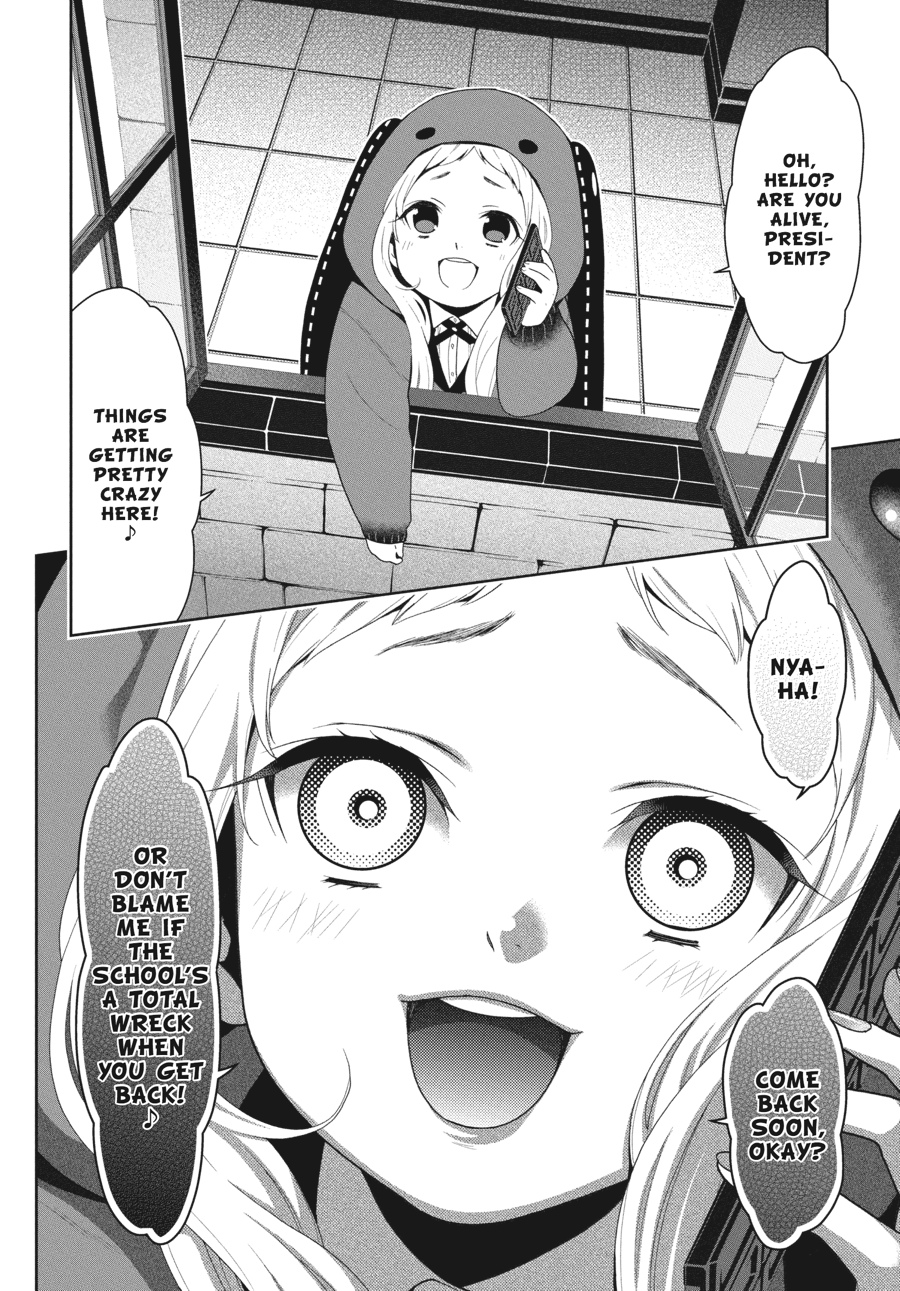 OH,
HELLO?
ARE YOU
ALIVE,
PRESI-
DENT?
THINGS
ARE
GETTING
PRETTY
CRAZY
HERE!
♪
NYA-
HA!
COME
BACK
SOON,
OKAY?
OR
DON'T
BLAME
ME IF
THE
SCHOOL'S
A TOTAL
WRECK
WHEN
YOU GET
BACK!
♪